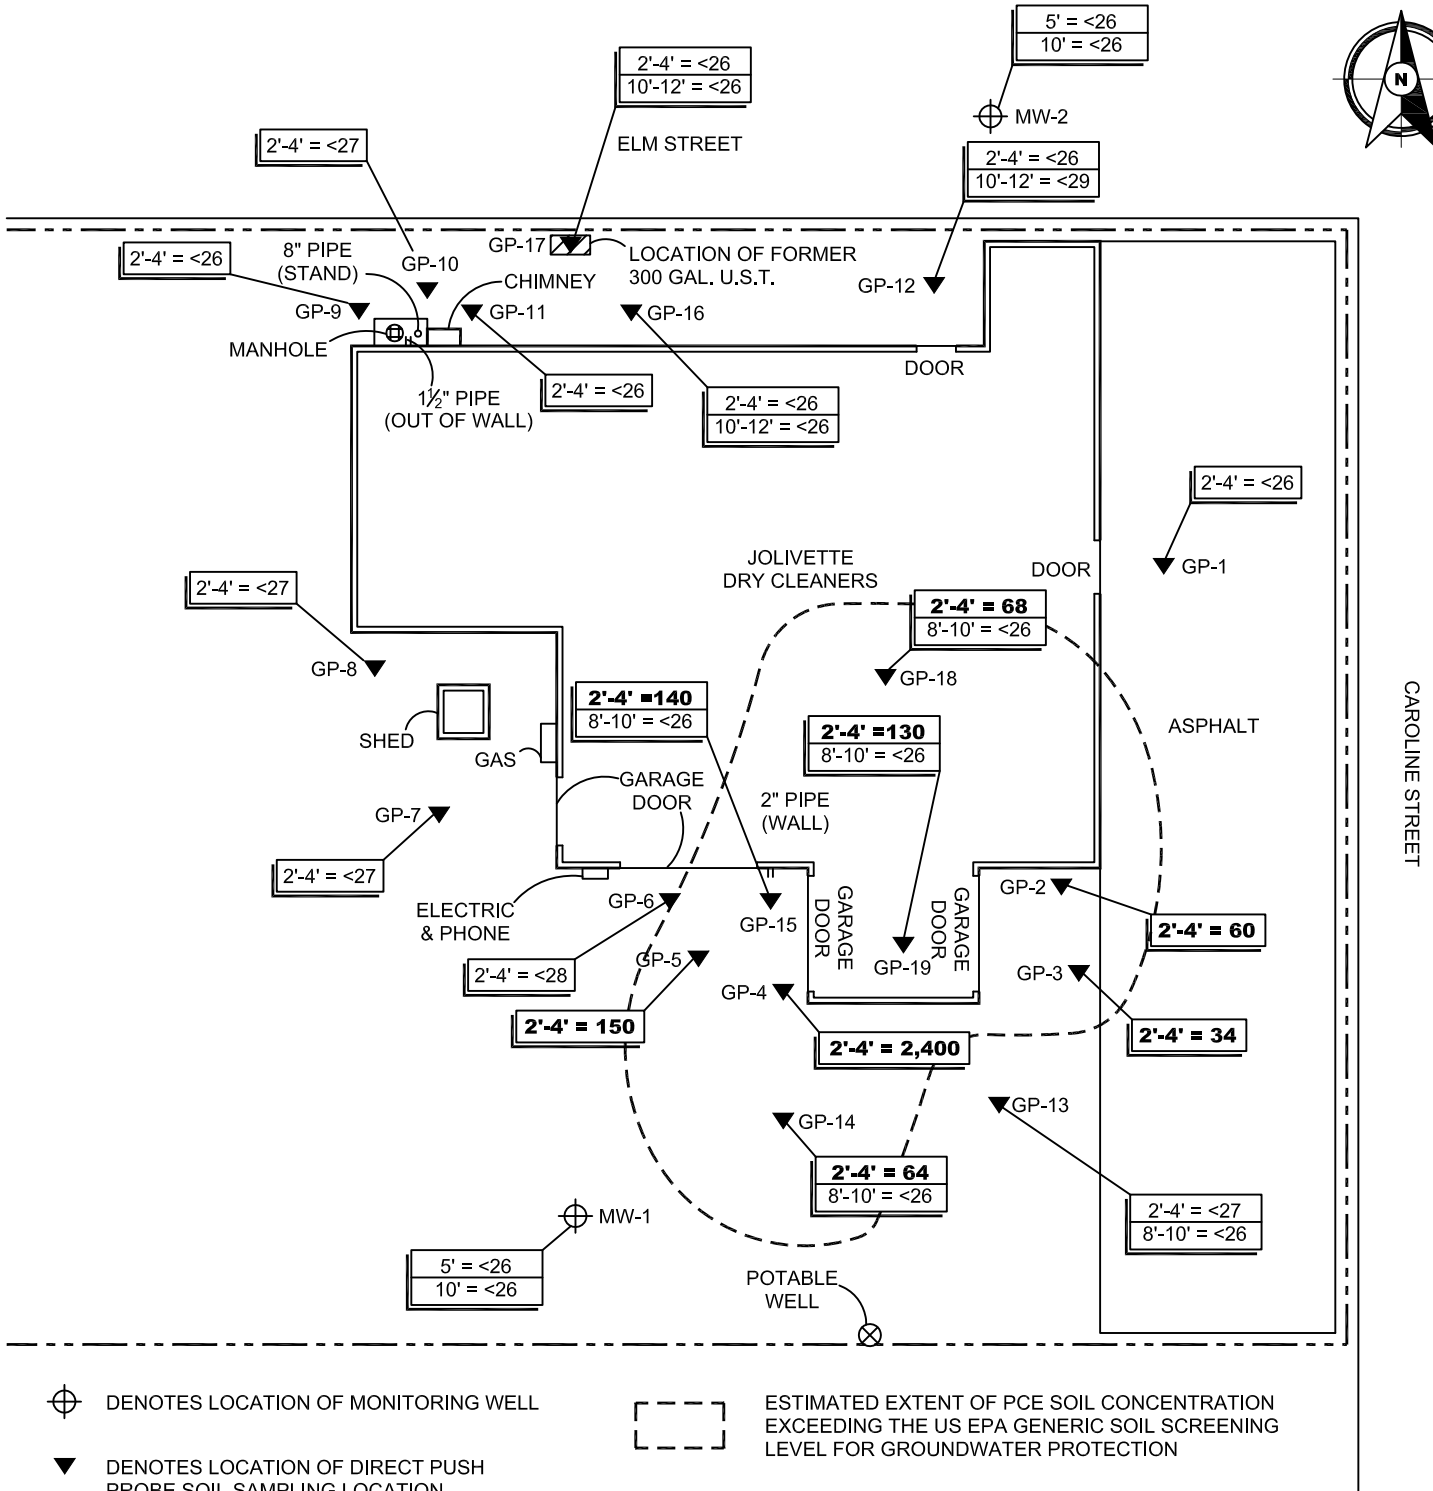 5' = <26
10' = <26
N
2'-4' = <26
10'-12' = <26
MW-2
ELM STREET
2'-4' = <27
2'-4' = <26
10'-12' = <29
2'-4' = <26
8" PIPE
(STAND)
GP-10
GP-17
LOCATION OF FORMER
300 GAL. U.S.T.
CHIMNEY
GP-12
GP-9
GP-11
GP-16
MANHOLE
DOOR
2'-4' = <26
1½" PIPE
(OUT OF WALL)
2'-4' = <26
10'-12' = <26
2'-4' = <26
JOLIVETTE
DRY CLEANERS
DOOR
GP-1
2'-4' = <27
2'-4' = 68
8'-10' = <26
GP-8
GP-18
2'-4' =140
8'-10' = <26
CAROLINE STREET
SHED
GAS
2'-4' =130
8'-10' = <26
ASPHALT
GARAGE
DOOR
2" PIPE
(WALL)
GP-7
2'-4' = <27
ELECTRIC
& PHONE
GP-6
GP-15
GARAGE
DOOR
GARAGE
DOOR
GP-2
2'-4' = 60
2'-4' = <28
GP-5
GP-19
GP-3
GP-4
2'-4' = 150
2'-4' = 2,400
2'-4' = 34
GP-14
GP-13
2'-4' = 64
8'-10' = <26
MW-1
2'-4' = <27
8'-10' = <26
5' = <26
10' = <26
POTABLE
WELL
DENOTES LOCATION OF MONITORING WELL
ESTIMATED EXTENT OF PCE SOIL CONCENTRATION
EXCEEDING THE US EPA GENERIC SOIL SCREENING
LEVEL FOR GROUNDWATER PROTECTION
DENOTES LOCATION OF DIRECT PUSH
PROBE SOIL SAMPLING LOCATION